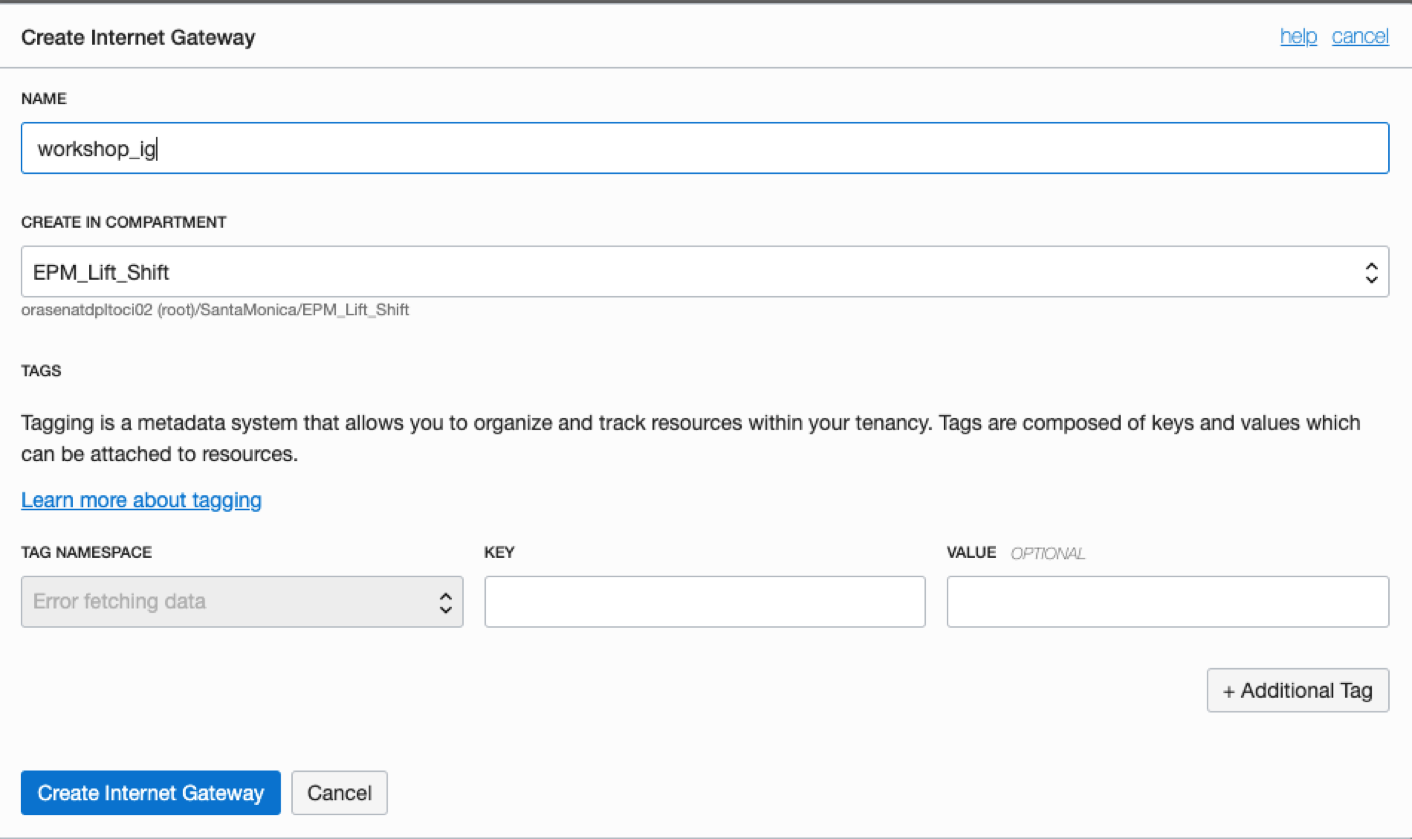 Create Internet Gateway
help cancel
NAME
workshop_ig
CREATE IN COMPARTMENT
EPM_Lift_Shift
orasenatdpltoci02 (root)/SantaMonica/EPM_Lift_Shift
TAGS
Tagging is a metadata system that allows you to organize and track resources within your tenancy. Tags are composed of keys and values which
can be attached to resources.
Learn more about tagging
TAG NAMESPACE KEY VALUE OPTIONAL
Error fetching data
+ Additional Tag
Create Internet Gateway Cancel